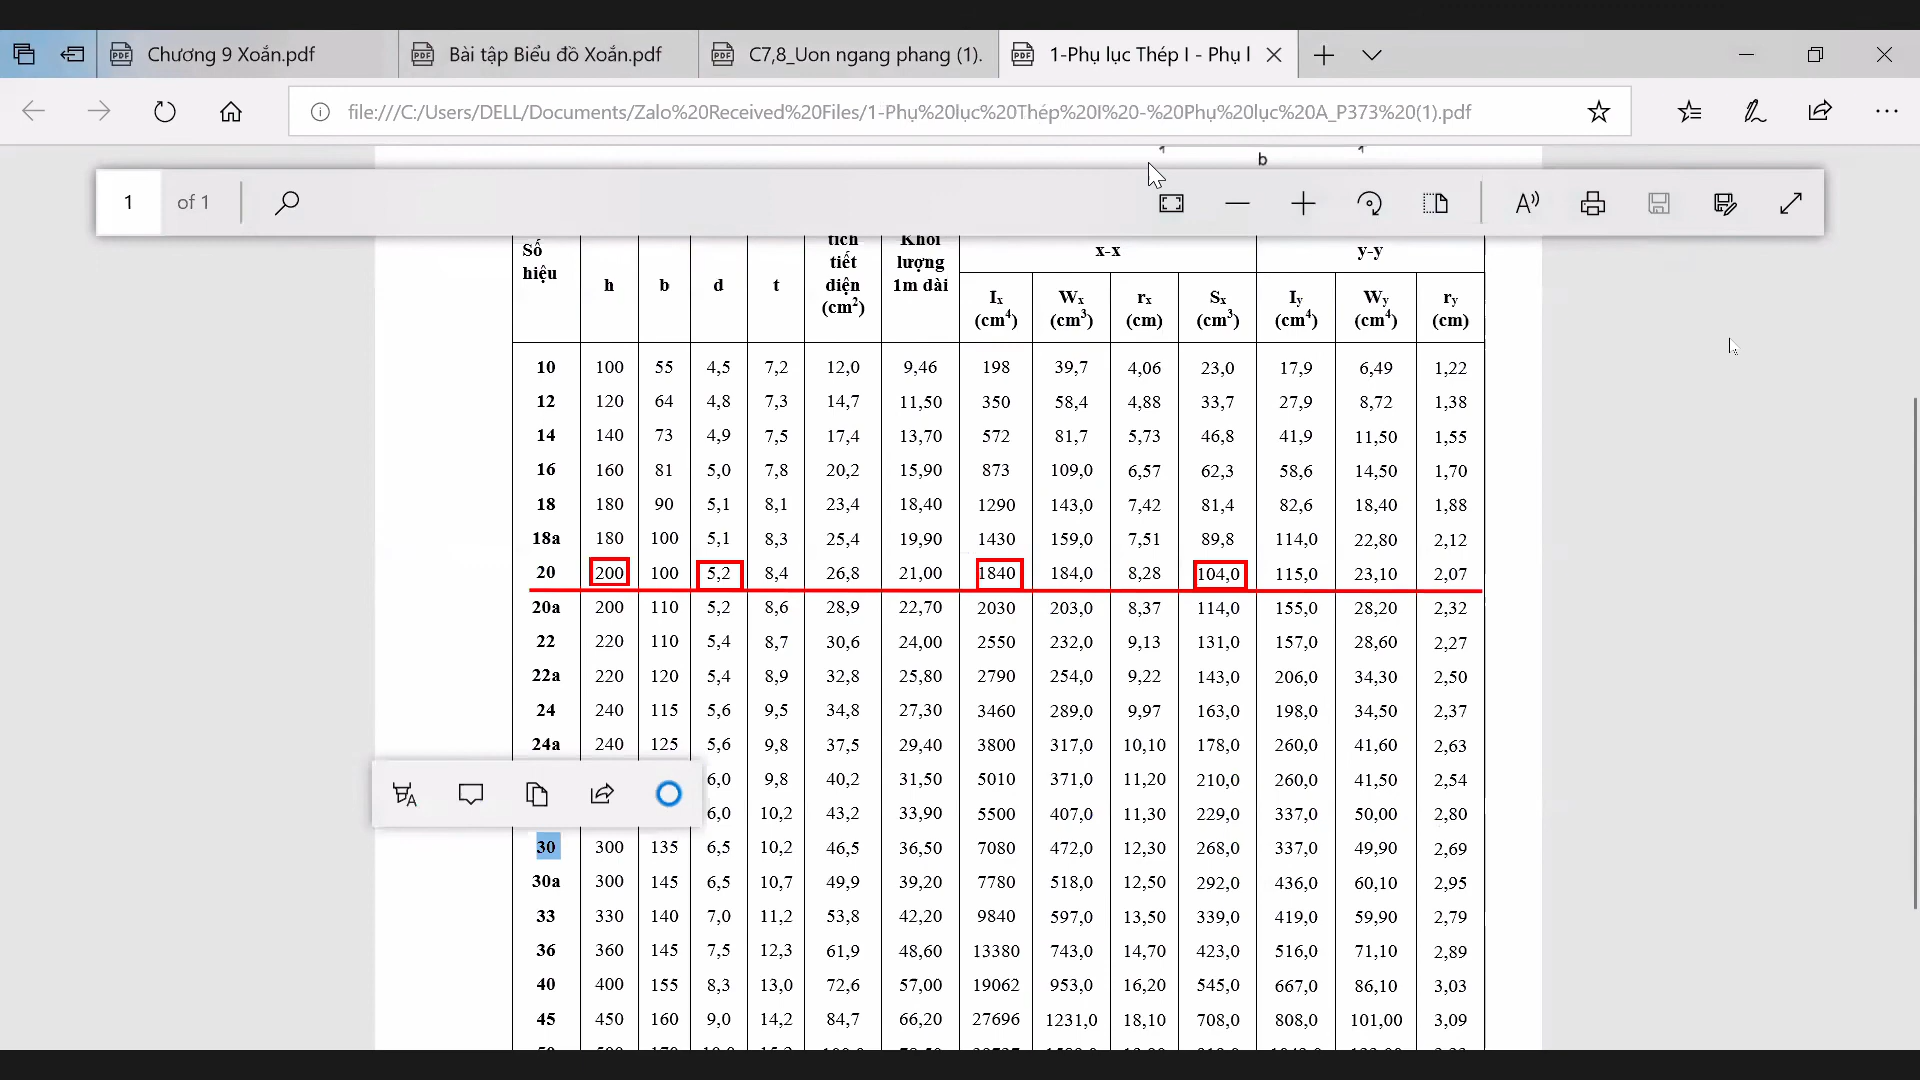 Chương 9 Xoắn.pdf
Bài tập Biểu đồ Xoắn.pdf
C7,8_Uon ngang phang (1).
1-Phụ lục Thép I - Phụ l
file:///C:/Users/DELL/Documents/Zalo%20Received%20Files/1-Phụ%20lục%20Thép%20I%20-%20Phụ%20lục%20A_P373%20(1).pdf
b
1 of 1
Số hiệu h b d t tích tiết diện (cm²) Khối lượng 1m dài x-x y-y
Ix (cm⁴) Wx (cm³) rx (cm) Sx (cm³) Iy (cm⁴) Wy (cm⁴) ry (cm)
10 100 55 4,5 7,2 12,0 9,46 198 39,7 4,06 23,0 17,9 6,49 1,22
12 120 64 4,8 7,3 14,7 11,50 350 58,4 4,88 33,7 27,9 8,72 1,38
14 140 73 4,9 7,5 17,4 13,70 572 81,7 5,73 46,8 41,9 11,50 1,55
16 160 81 5,0 7,8 20,2 15,90 873 109,0 6,57 62,3 58,6 14,50 1,70
18 180 90 5,1 8,1 23,4 18,40 1290 143,0 7,42 81,4 82,6 18,40 1,88
18a 180 100 5,1 8,3 25,4 19,90 1430 159,0 7,51 89,8 114,0 22,80 2,12
20 200 100 5,2 8,4 26,8 21,00 1840 184,0 8,28 104,0 115,0 23,10 2,07
20a 200 110 5,2 8,6 28,9 22,70 2030 203,0 8,37 114,0 155,0 28,20 2,32
22 220 110 5,4 8,7 30,6 24,00 2550 232,0 9,13 131,0 157,0 28,60 2,27
22a 220 120 5,4 8,9 32,8 25,80 2790 254,0 9,22 143,0 206,0 34,30 2,50
24 240 115 5,6 9,5 34,8 27,30 3460 289,0 9,97 163,0 198,0 34,50 2,37
24a 240 125 5,6 9,8 37,5 29,40 3800 317,0 10,10 178,0 260,0 41,60 2,63
6,0 9,8 40,2 31,50 5010 371,0 11,20 210,0 260,0 41,50 2,54
6,0 10,2 43,2 33,90 5500 407,0 11,30 229,0 337,0 50,00 2,80
30 300 135 6,5 10,2 46,5 36,50 7080 472,0 12,30 268,0 337,0 49,90 2,69
30a 300 145 6,5 10,7 49,9 39,20 7780 518,0 12,50 292,0 436,0 60,10 2,95
33 330 140 7,0 11,2 53,8 42,20 9840 597,0 13,50 339,0 419,0 59,90 2,79
36 360 145 7,5 12,3 61,9 48,60 13380 743,0 14,70 423,0 516,0 71,10 2,89
40 400 155 8,3 13,0 72,6 57,00 19062 953,0 16,20 545,0 667,0 86,10 3,03
45 450 160 9,0 14,2 84,7 66,20 27696 1231,0 18,10 708,0 808,0 101,00 3,09